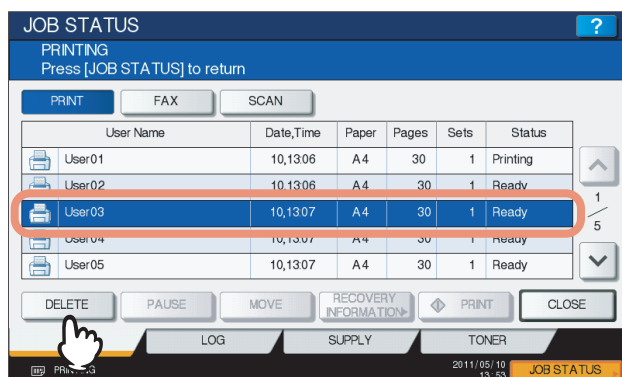 JOB STATUS ?
PRINTING
Press [JOB STATUS] to return
PRINT FAX SCAN
User Name Date,Time Paper Pages Sets Status
User01 10,13:06 A4 30 1 Printing
User02 10,13:06 A4 30 1 Ready
User03 10,13:07 A4 30 1 Ready
User04 10,13:07 A4 30 1 Ready
User05 10,13:07 A4 30 1 Ready
1
5
DELETE PAUSE MOVE RECOVERY INFORMATION PRINT CLOSE
LOG SUPPLY TONER
PRINTING 2011/05/10
13:53 JOB STATUS